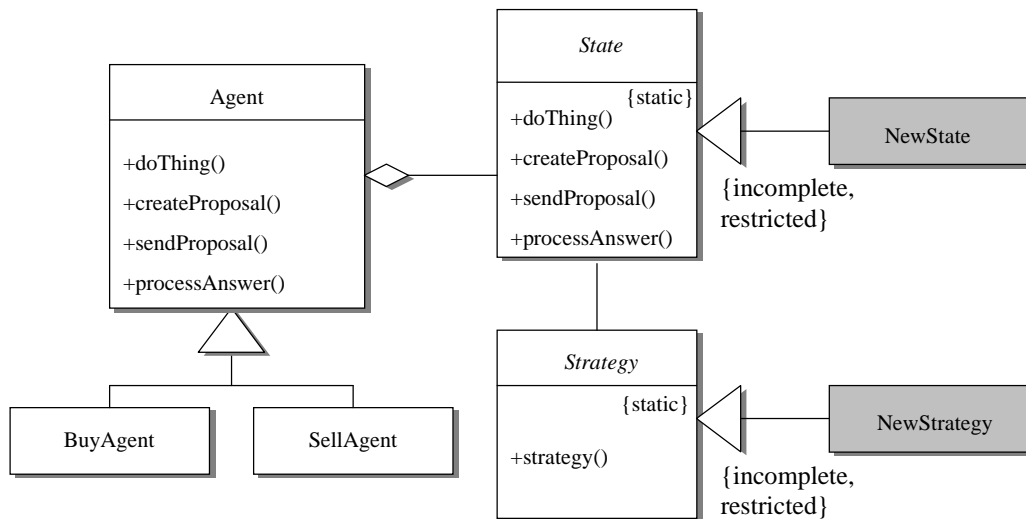 Agent
+doThing()
+createProposal()
+sendProposal()
+processAnswer()
BuyAgent
SellAgent
State
{static}
+doThing()
+createProposal()
+sendProposal()
+processAnswer()
NewState
{incomplete,
restricted}
Strategy
{static}
+strategy()
NewStrategy
{incomplete,
restricted}